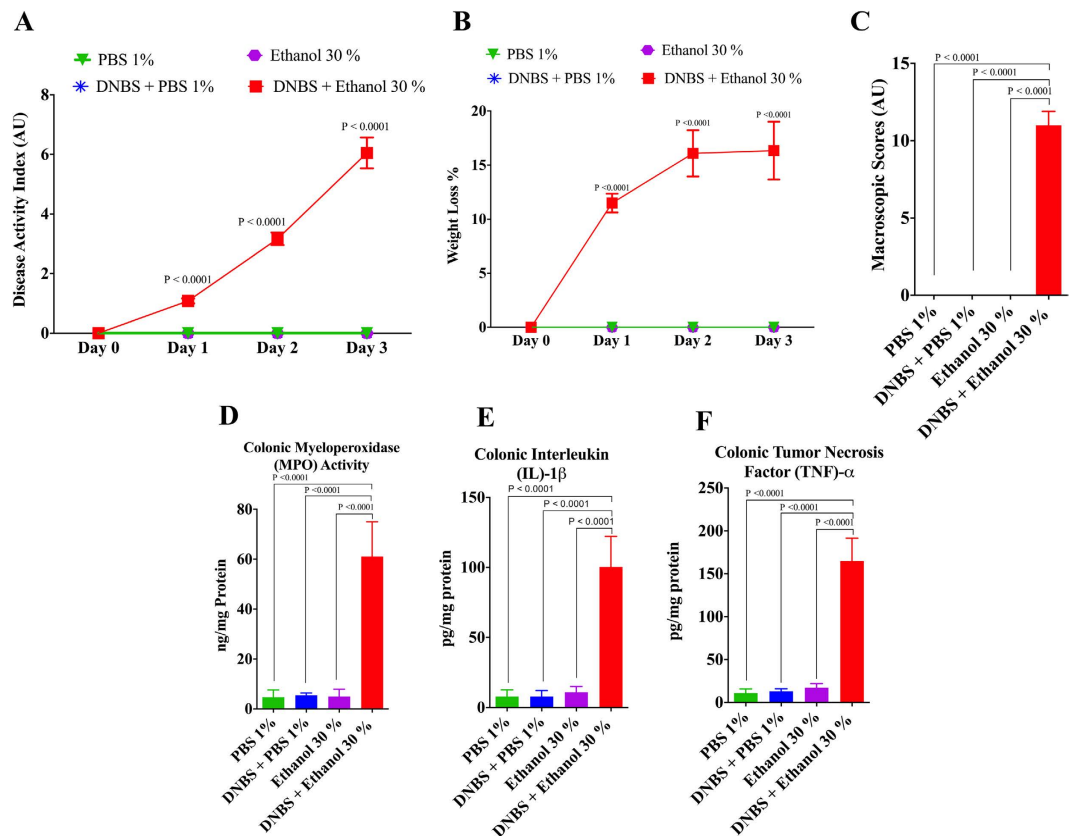 A
PBS 1%
Ethanol 30 %
DNBS + PBS 1%
DNBS + Ethanol 30 %
Disease Activity Index (AU)
8
6
4
2
0
P < 0.0001
P < 0.0001
P < 0.0001
Day 0
Day 1
Day 2
Day 3
B
PBS 1%
Ethanol 30 %
DNBS + PBS 1%
DNBS + Ethanol 30 %
Weight Loss %
20
15
10
5
0
P <0.0001
P <0.0001
P <0.0001
Day 0
Day 1
Day 2
Day 3
C
Macroscopic Scores (AU)
15
10
5
0
P <0.0001
P <0.0001
P <0.0001
PBS 1%
DNBS + PBS 1%
Ethanol 30 %
DNBS + Ethanol 30 %
D
Colonic Myeloperoxidase
(MPO) Activity
ng/mg Protein
80
60
40
20
0
P <0.0001
P <0.0001
P <0.0001
PBS 1%
DNBS + PBS 1%
Ethanol 30 %
DNBS + Ethanol 30 %
E
Colonic Interleukin
(IL)-1β
pg/mg protein
150
100
50
0
P < 0.0001
P < 0.0001
P < 0.0001
PBS 1%
DNBS + PBS 1%
Ethanol 30 %
DNBS + Ethanol 30 %
F
Colonic Tumor Necrosis
Factor (TNF)-α
pg/mg protein
250
200
150
100
50
0
P <0.0001
P <0.0001
P <0.0001
PBS 1%
DNBS + PBS 1%
Ethanol 30 %
DNBS + Ethanol 30 %